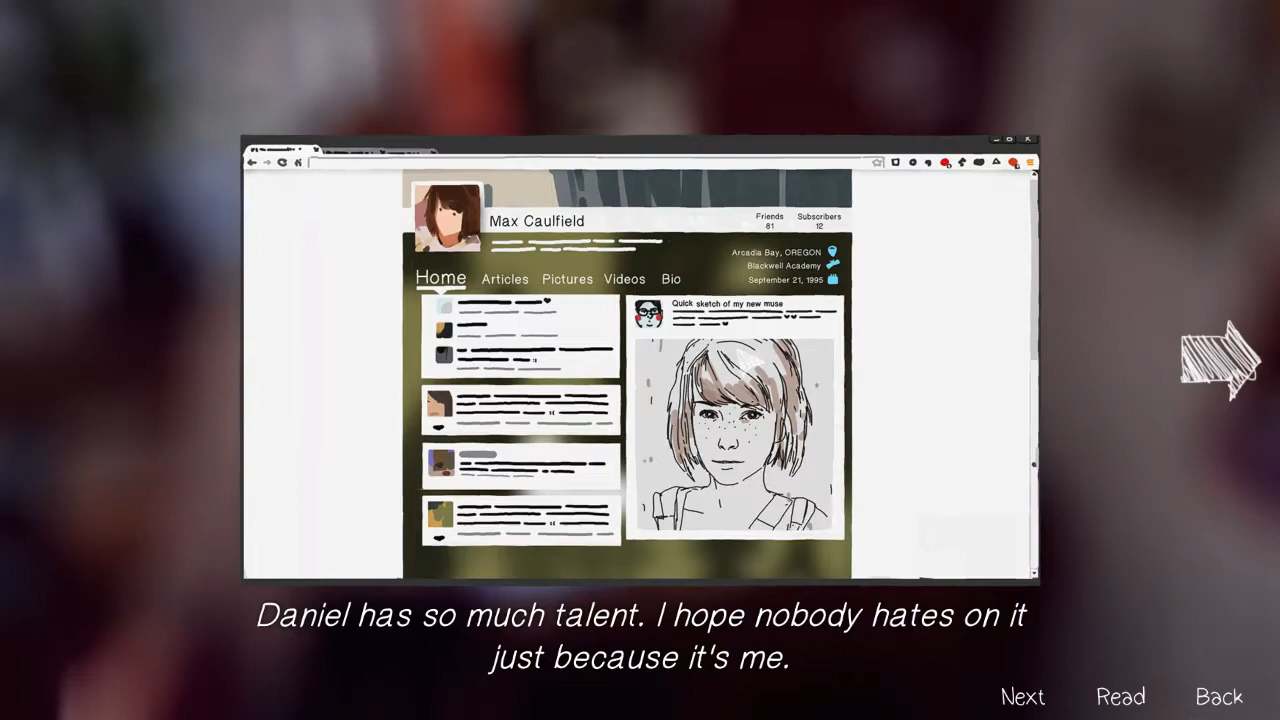 Max Caulfield
Friends
81
Subscribers
12
Arcadia Bay, OREGON
Blackwell Academy
September 21, 1995
Home
Articles
Pictures
Videos
Bio
Quick sketch of my new muse
Daniel has so much talent. I hope nobody hates on it
just because it's me.
Next
Read
Back